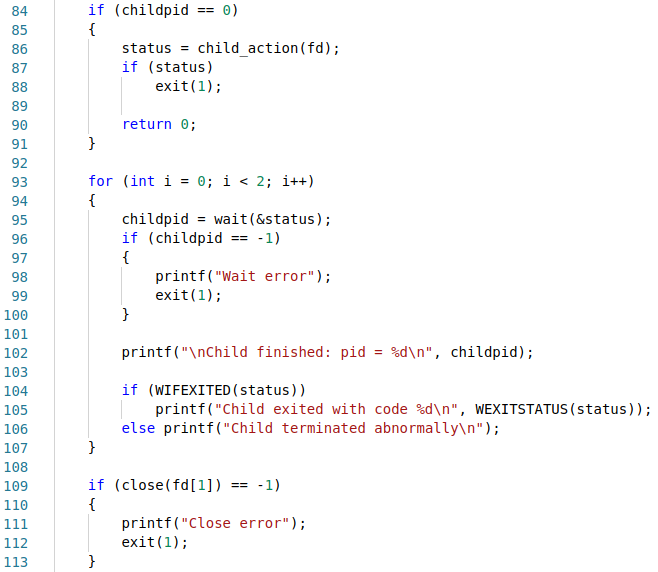 84 if (childpid == 0)
85 {
86 status = child_action(fd);
87 if (status)
88 exit(1);
89
90 return 0;
91 }
92
93 for (int i = 0; i < 2; i++)
94 {
95 childpid = wait(&status);
96 if (childpid == -1)
97 {
98 printf("Wait error");
99 exit(1);
100 }
101
102 printf("\nChild finished: pid = %d\n", childpid);
103
104 if (WIFEXITED(status))
105 printf("Child exited with code %d\n", WEXITSTATUS(status));
106 else printf("Child terminated abnormally\n");
107 }
108
109 if (close(fd[1]) == -1)
110 {
111 printf("Close error");
112 exit(1);
113 }